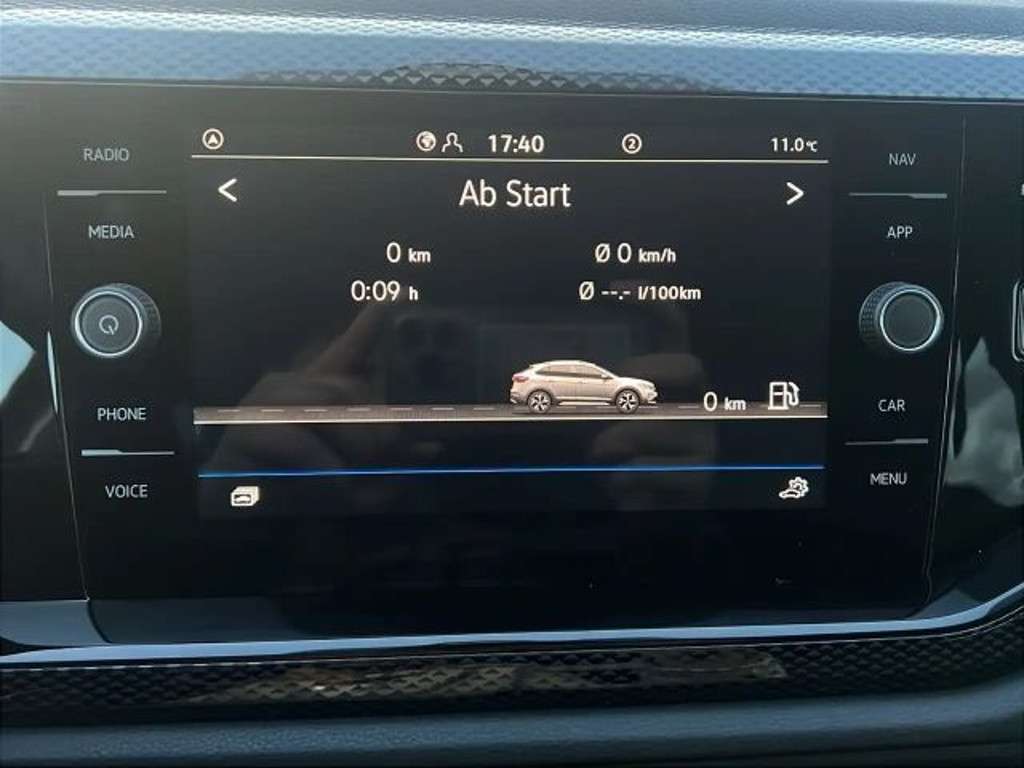 RADIO
MEDIA
PHONE
VOICE
17:40
2
11.0°C
< Ab Start >
0 km
Ø 0 km/h
0:09 h
Ø --.- l/100km
0 km
NAV
APP
CAR
MENU